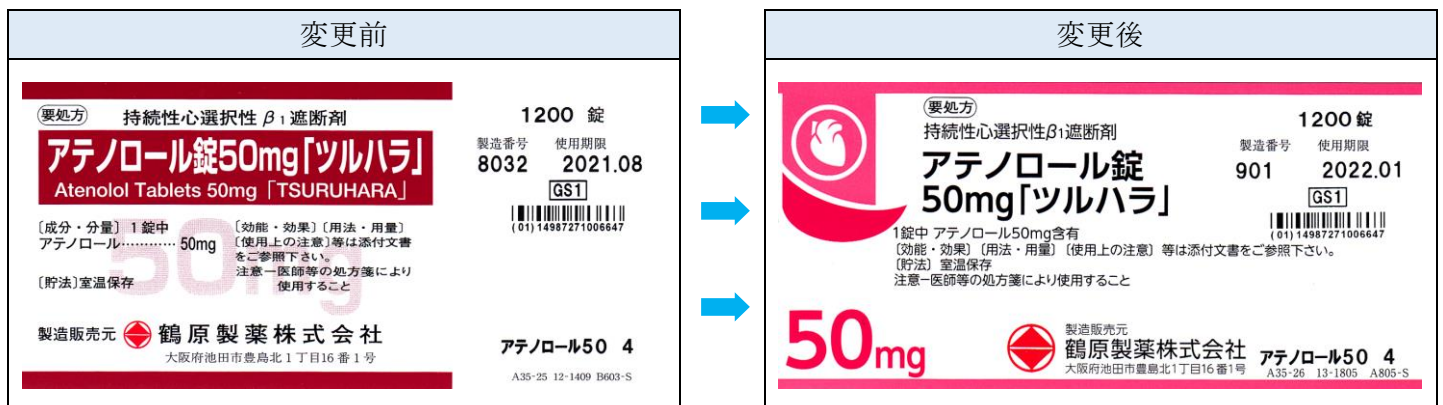 変更前
要処方
持続性心選択性β1遮断剤
アテノロール錠50mg「ツルハラ」
Atenolol Tablets 50mg「TSURUHARA」
50mg
〔成分・分量〕1錠中
アテノロール………… 50mg
〔貯法〕室温保存
〔効能・効果〕〔用法・用量〕
〔使用上の注意〕等は添付文書
をご参照下さい。
注意ー医師等の処方箋により
使用すること
製造販売元 鶴原製薬株式会社
大阪府池田市豊島北1丁目16番1号
1200 錠
製造番号 使用期限
8032 2021.08
GS1
(01)14987271006647
アテノロール50 4
A35-25 12-1409 B603-S
変更後
要処方
持続性心選択性β1遮断剤
アテノロール錠
50mg「ツルハラ」
1錠中 アテノロール50mg含有
〔効能・効果〕〔用法・用量〕〔使用上の注意〕等は添付文書をご参照下さい。
〔貯法〕室温保存
注意ー医師等の処方箋により使用すること
1200 錠
製造番号 使用期限
901 2022.01
GS1
(01)14987271006647
50mg
製造販売元
鶴原製薬株式会社
大阪府池田市豊島北1丁目16番1号
アテノロール50 4
A35-26 13-1805 A805-S